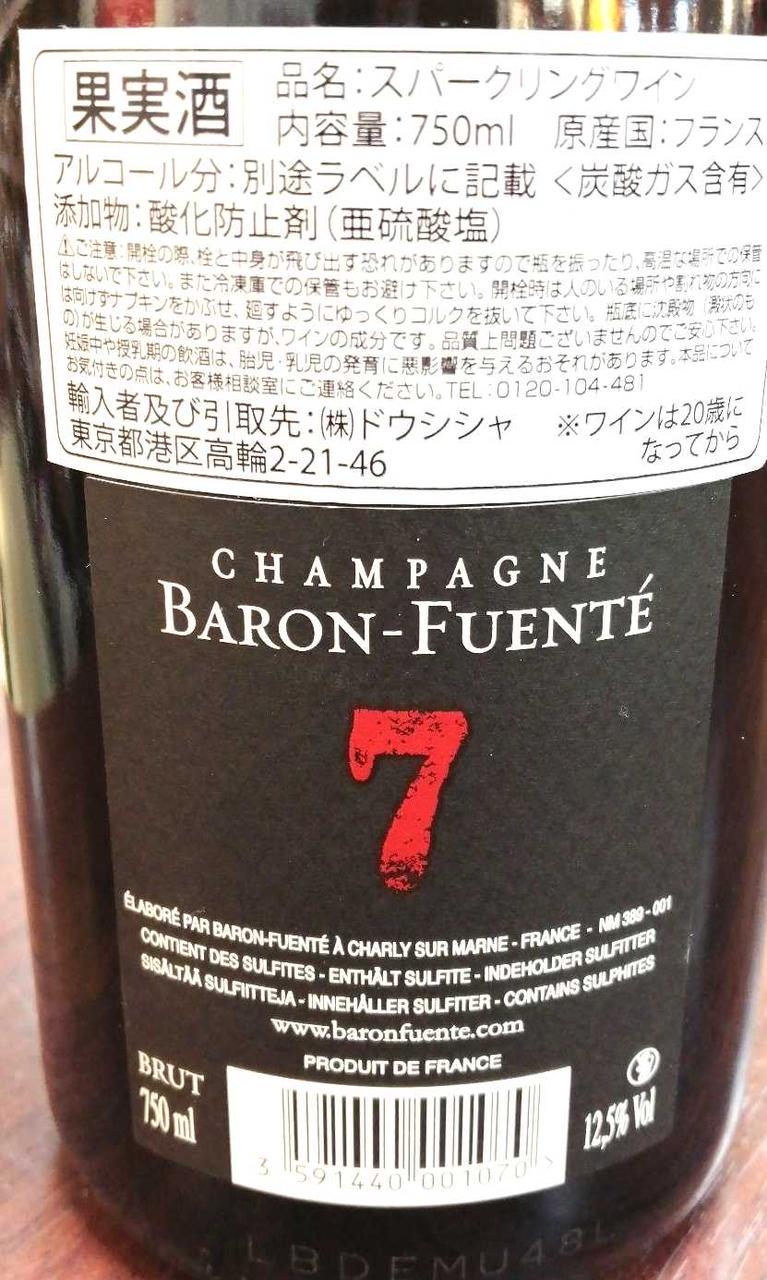 果実酒
品名:スパークリングワイン
内容量:750ml 原産国:フランス
アルコール分:別途ラベルに記載 <炭酸ガス含有>
添加物:酸化防止剤(亜硫酸塩)
⚠ご注意:開栓の際、栓と中身が飛び出す恐れがありますので瓶を振ったり、高温な場所での保管
はしないで下さい。また冷凍庫での保管もお避け下さい。開栓時は人のいる場所や割れ物の方向に
は向けずナプキンをかぶせ、廻すようにゆっくりコルクを抜いて下さい。瓶底に沈殿物(澱状のも
の)が生じる場合がありますが、ワインの成分です。品質上問題ございませんのでご安心下さい。
妊娠中や授乳期の飲酒は、胎児・乳児の発育に悪影響を与えるおそれがあります。本品について
お気付きの点は、お客様相談室にご連絡ください。TEL:0120-104-481
輸入者及び引取先:(株)ドウシシャ ※ワインは20歳に
東京都港区高輪2-21-46 なってから
CHAMPAGNE
BARON-FUENTÉ
7
ÉLABORÉ PAR BARON-FUENTÉ À CHARLY SUR MARNE - FRANCE - NM 389 - 001
CONTIENT DES SULFITES - ENTHÄLT SULFITE - INDEHOLDER SULFITTER
SISÄLTÄÄ SULFIITTEJA - INNEHÅLLER SULFITER - CONTAINS SULPHITES
www.baronfuente.com
PRODUIT DE FRANCE
BRUT
750 ml
12,5% Vol
3 591440 001070 >
LBDFMU48L